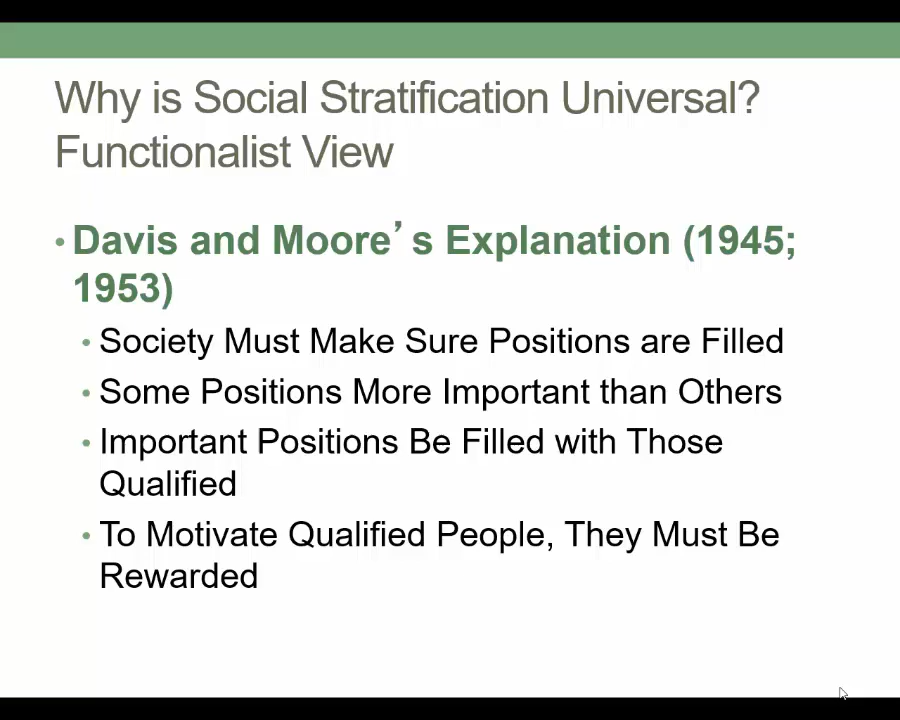 Why is Social Stratification Universal?
Functionalist View
• Davis and Moore’s Explanation (1945;
1953)
• Society Must Make Sure Positions are Filled
• Some Positions More Important than Others
• Important Positions Be Filled with Those
Qualified
• To Motivate Qualified People, They Must Be
Rewarded